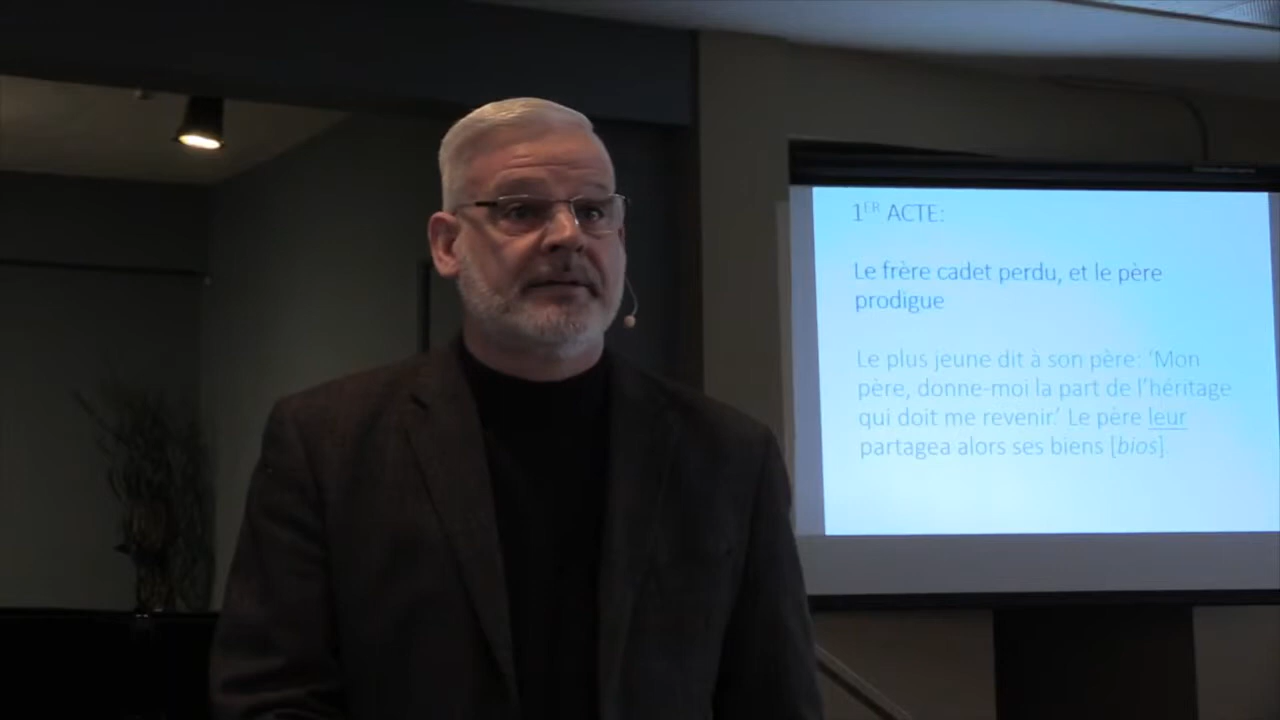 1ER ACTE:
Le frère cadet perdu, et le père
prodigue
Le plus jeune dit à son père: ‘Mon
père, donne-moi la part de l’héritage
qui doit me revenir.’ Le père leur
partagea alors ses biens [bios].